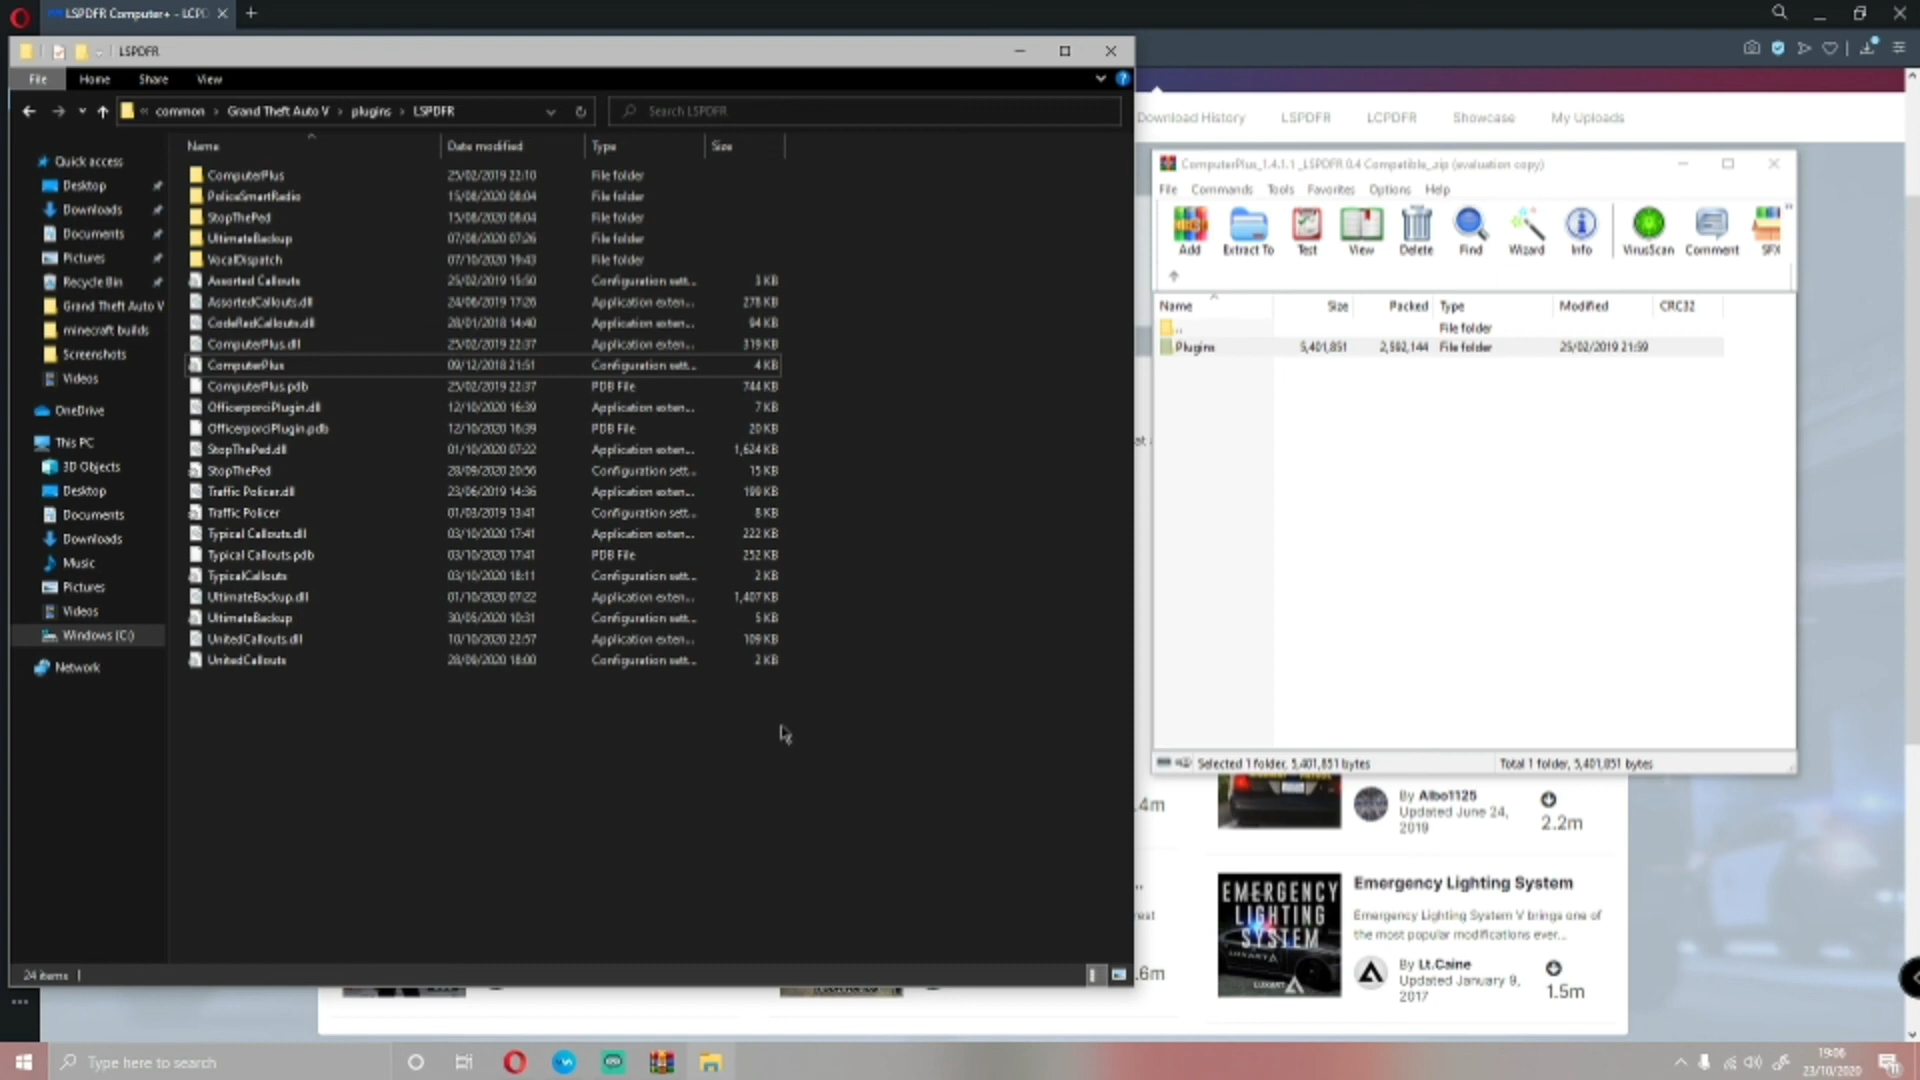 LSPDFR Computer+ - LCPD
LSPDFR
File Home Share View
common Grand Theft Auto V plugins LSPDFR
Search LSPDFR
Name Date modified Type Size
ComputerPlus 25/02/2019 22:10 File folder
PoliceSmartRadio 15/08/2020 08:04 File folder
StopThePed 15/08/2020 08:04 File folder
UltimateBackup 07/08/2020 07:26 File folder
VocalDispatch 07/10/2020 19:43 File folder
Assorted Callouts 25/02/2019 15:50 Configuration sett... 3 KB
AssortedCallouts.dll 24/06/2019 17:26 Application exten... 278 KB
CodeRedCallouts.dll 28/01/2018 14:40 Application exten... 94 KB
ComputerPlus.dll 25/02/2019 22:37 Application exten... 319 KB
ComputerPlus 09/12/2018 21:51 Configuration sett... 4 KB
ComputerPlus.pdb 25/02/2019 22:37 PDB File 744 KB
OfficerporciPlugin.dll 12/10/2020 16:39 Application exten... 7 KB
OfficerporciPlugin.pdb 12/10/2020 16:39 PDB File 20 KB
StopThePed.dll 01/10/2020 07:22 Application exten... 1,624 KB
StopThePed 28/09/2020 20:56 Configuration sett... 15 KB
Traffic Policer.dll 23/06/2019 14:36 Application exten... 199 KB
Traffic Policer 01/03/2019 13:41 Configuration sett... 8 KB
Typical Callouts.dll 03/10/2020 17:41 Application exten... 222 KB
Typical Callouts.pdb 03/10/2020 17:41 PDB File 252 KB
TypicalCallouts 03/10/2020 18:11 Configuration sett... 2 KB
UltimateBackup.dll 01/10/2020 07:22 Application exten... 1,407 KB
UltimateBackup 30/05/2020 10:31 Configuration sett... 5 KB
UnitedCallouts.dll 10/10/2020 22:57 Application exten... 109 KB
UnitedCallouts 28/09/2020 18:00 Configuration sett... 2 KB
Quick access
Desktop
Downloads
Documents
Pictures
Recycle Bin
Grand Theft Auto V
minecraft builds
Screenshots
Videos
OneDrive
This PC
3D Objects
Desktop
Documents
Downloads
Music
Pictures
Videos
Windows (C:)
Network
24 items
Download History LSPDFR LCPDFR Showcase My Uploads
ComputerPlus_1.4.1.1_LSPDFR 0.4 Compatible_.zip (evaluation copy)
File Commands Tools Favorites Options Help
Add Extract To Test View Delete Find Wizard Info VirusScan Comment SFX
Name Size Packed Type Modified CRC32
.. File folder
Plugins 5,401,851 2,592,144 File folder 25/02/2019 21:59
Selected 1 folder, 5,401,851 bytes
Total 1 folder, 5,401,851 bytes
.4m
By Albo1125
Updated June 24,
2019
2.2m
.6m
EMERGENCY
LIGHTING
SYSTEM
Emergency Lighting System
Emergency Lighting System V brings one of
the most popular modifications ever...
By Lt.Caine
Updated January 9,
2017
1.5m
Type here to search
19:06
23/10/2020